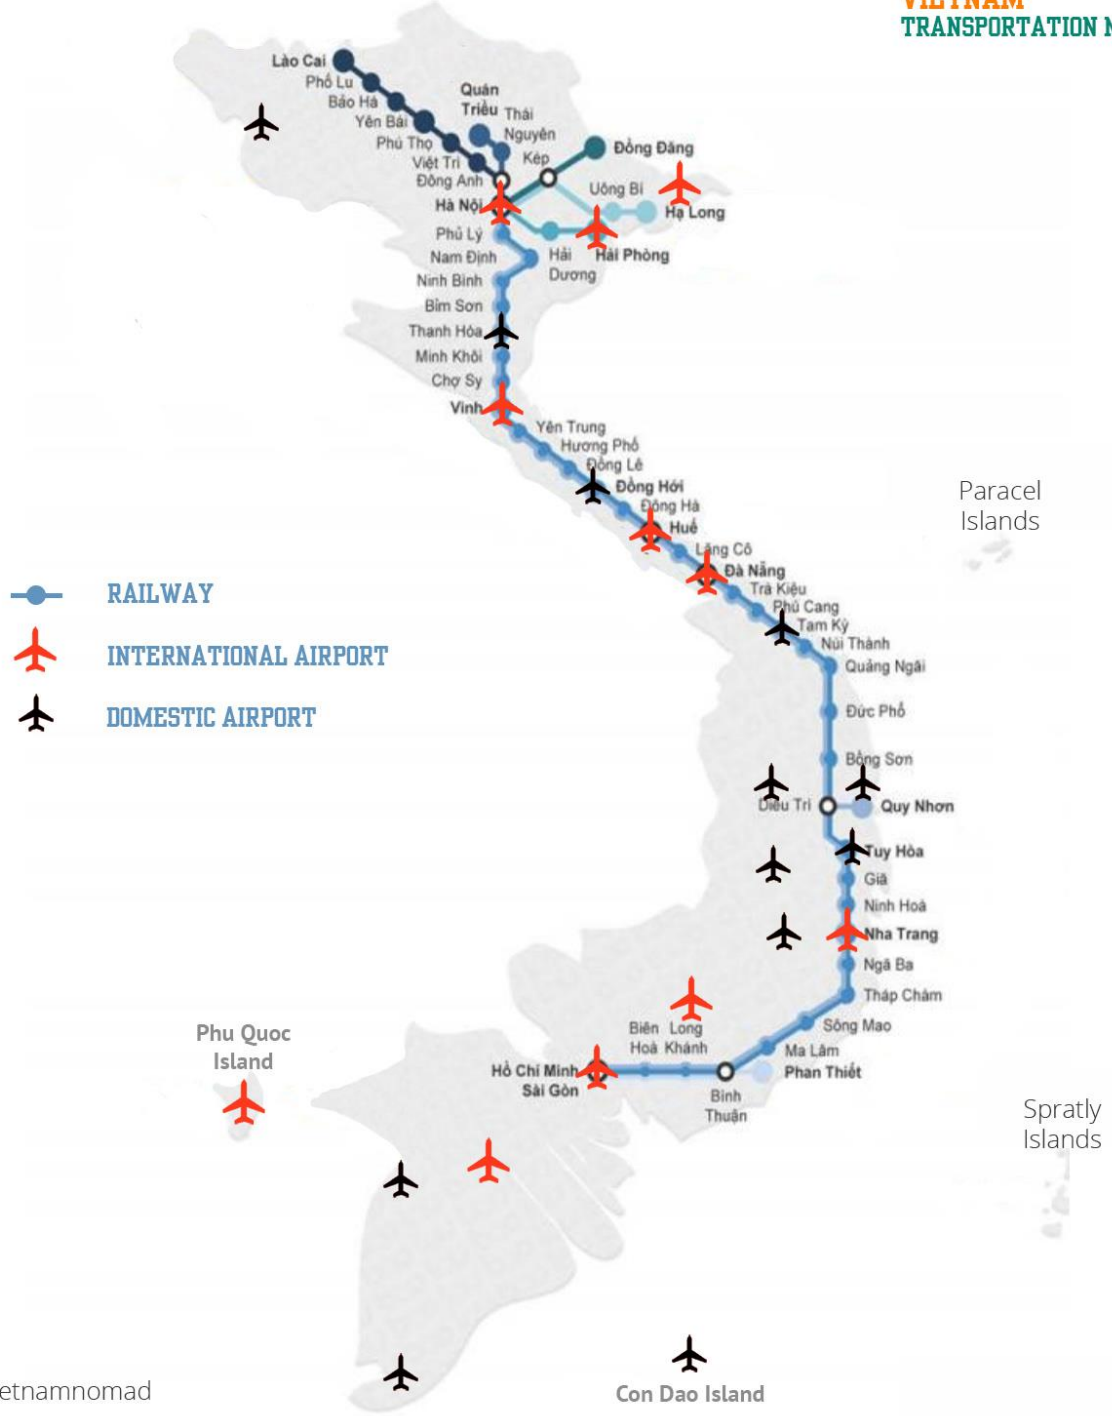 VIETNAM
TRANSPORTATION
Lào Cai
Phố Lu
Bảo Hà
Yên Bái
Phú Thọ
Việt Trì
Đông Anh
Quán
Triều
Thái
Nguyên
Kép
Đồng Đăng
Uông Bí
Hạ Long
Hà Nội
Hải
Dương
Hải Phòng
Phủ Lý
Nam Định
Ninh Bình
Bỉm Sơn
Thanh Hóa
Minh Khôi
Chợ Sy
Vinh
Yên Trung
Hương Phố
Đồng Lê
Đồng Hới
Đông Hà
Huế
Lăng Cô
Đà Nẵng
Trà Kiệu
Phú Cang
Tam Kỳ
Núi Thành
Quảng Ngãi
Đức Phổ
Bồng Sơn
Diêu Trì
Quy Nhơn
Tuy Hòa
Giã
Ninh Hoà
Nha Trang
Ngã Ba
Tháp Chàm
Sông Mao
Ma Lâm
Phan Thiết
Bình
Thuận
Biên
Hoà
Long
Khánh
Hồ Chí Minh
Sài Gòn
Paracel
Islands
RAILWAY
INTERNATIONAL AIRPORT
DOMESTIC AIRPORT
Phu Quoc
Island
Spratly
Islands
Con Dao Island
etnamnomad